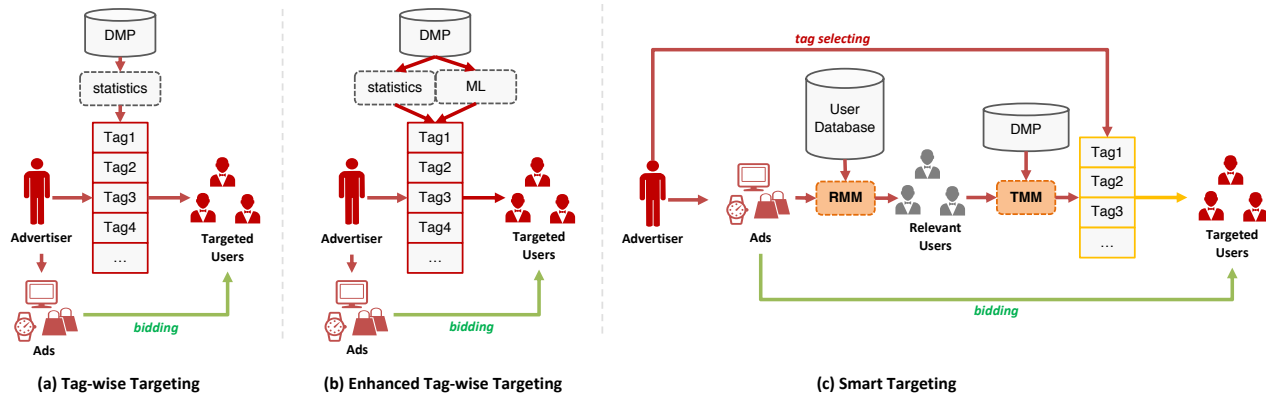 DMP
statistics
Tag1
Tag2
Tag3
Tag4
...
Advertiser
Targeted
Users
Ads
bidding
(a) Tag-wise Targeting
DMP
statistics
ML
Tag1
Tag2
Tag3
Tag4
...
Advertiser
Targeted
Users
Ads
bidding
(b) Enhanced Tag-wise Targeting
tag selecting
User
Database
DMP
Tag1
Tag2
Tag3
...
RMM
TMM
Advertiser
Ads
Relevant
Users
Targeted
Users
bidding
(c) Smart Targeting